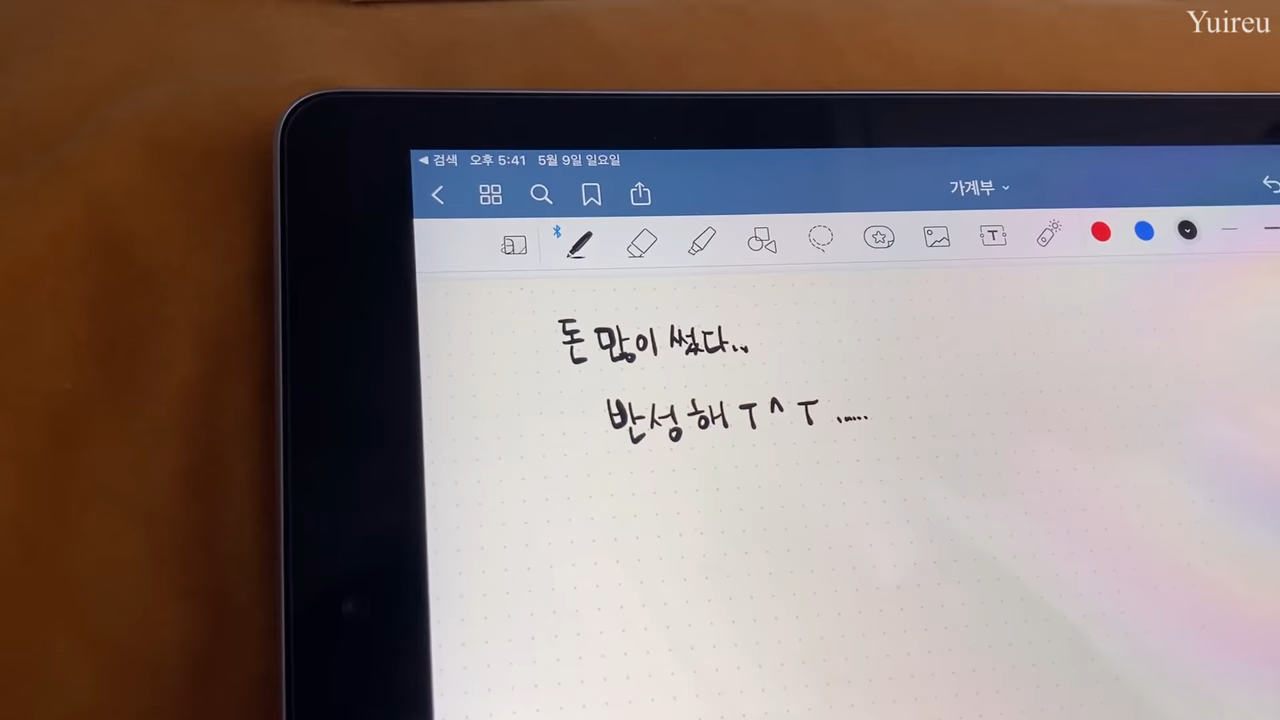 Yuireu
검색 오후 5:41 5월 9일 일요일
가계부
T
돈 많이 썼다..
반성해 T^T ......